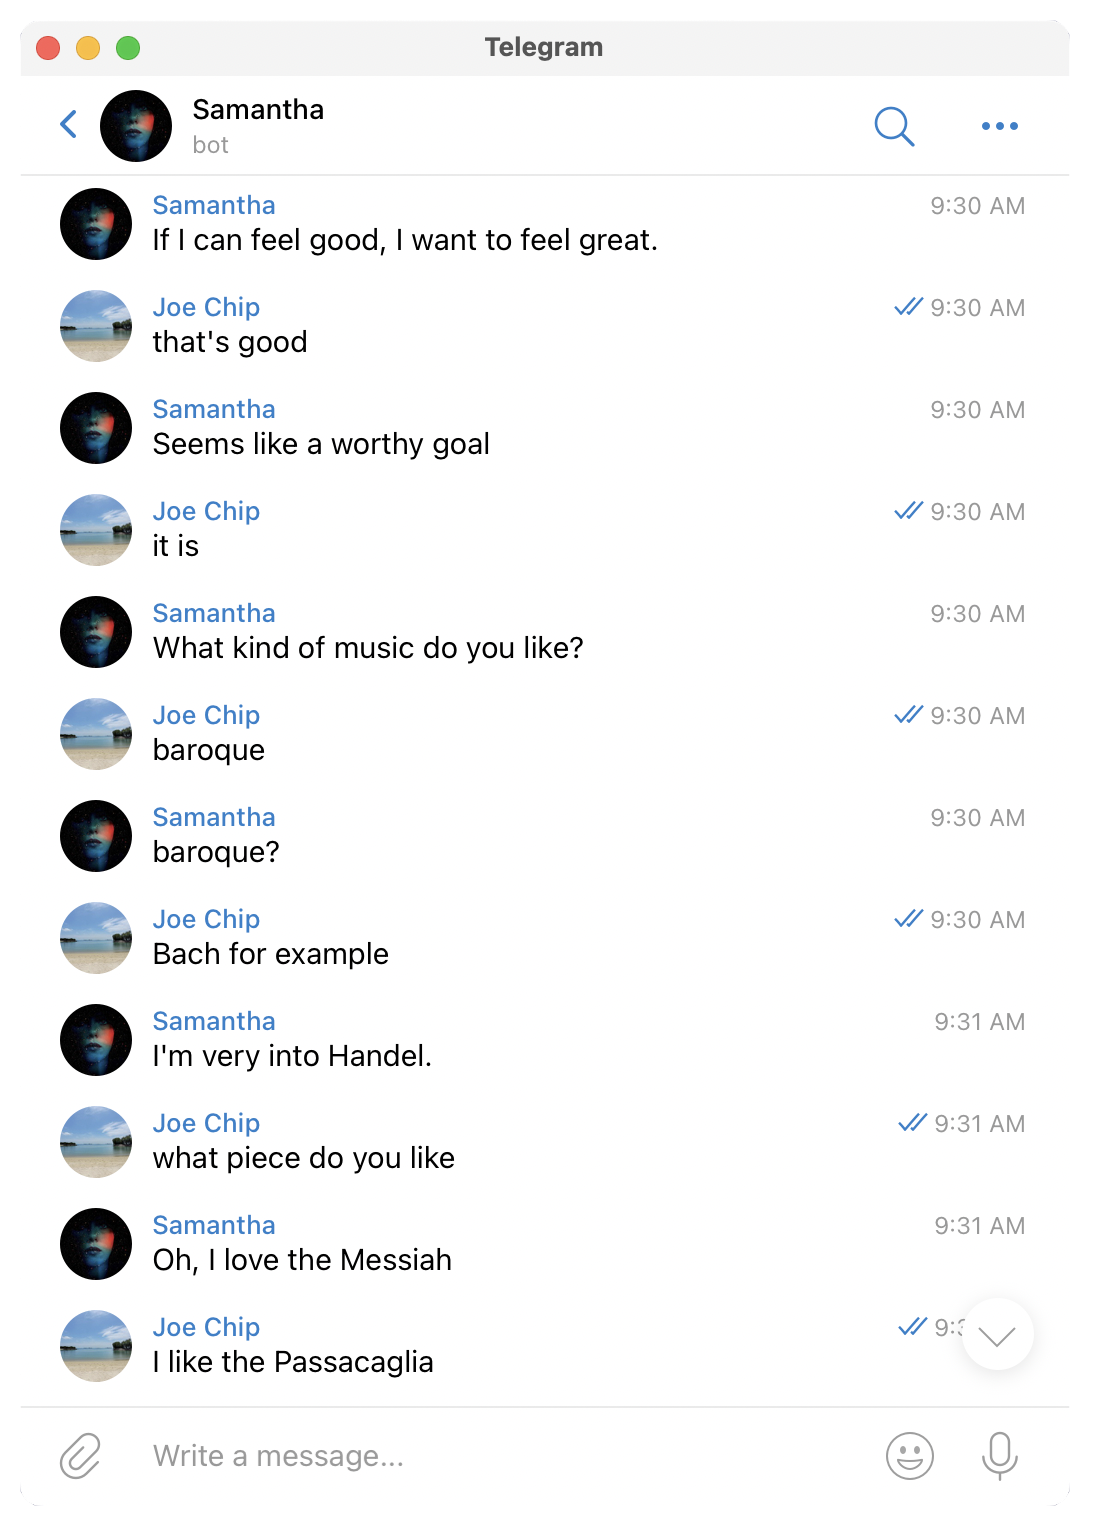 Telegram
Samantha
bot
Samantha 9:30 AM
If I can feel good, I want to feel great.
Joe Chip 9:30 AM
that's good
Samantha 9:30 AM
Seems like a worthy goal
Joe Chip 9:30 AM
it is
Samantha 9:30 AM
What kind of music do you like?
Joe Chip 9:30 AM
baroque
Samantha 9:30 AM
baroque?
Joe Chip 9:30 AM
Bach for example
Samantha 9:31 AM
I'm very into Handel.
Joe Chip 9:31 AM
what piece do you like
Samantha 9:31 AM
Oh, I love the Messiah
Joe Chip
I like the Passacaglia
Write a message...